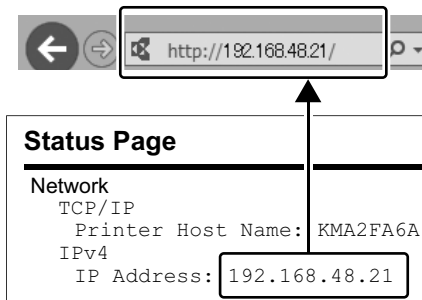 http://192.168.48.21/
Status Page
Network
TCP/IP
Printer Host Name: KMA2FA6A
IPv4
IP Address: 192.168.48.21